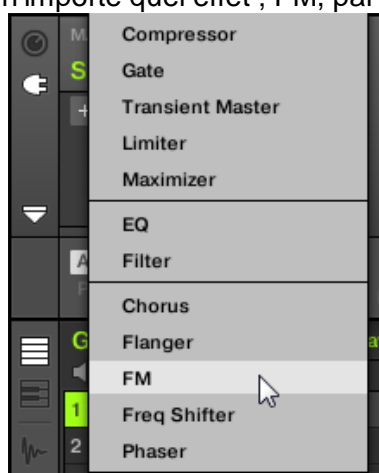 n'importe quel effet ; FM, par
Compressor
Gate
Transient Master
Limiter
Maximizer
EQ
Filter
Chorus
Flanger
FM
Freq Shifter
Phaser
M
S
+
A
P
G
1
2